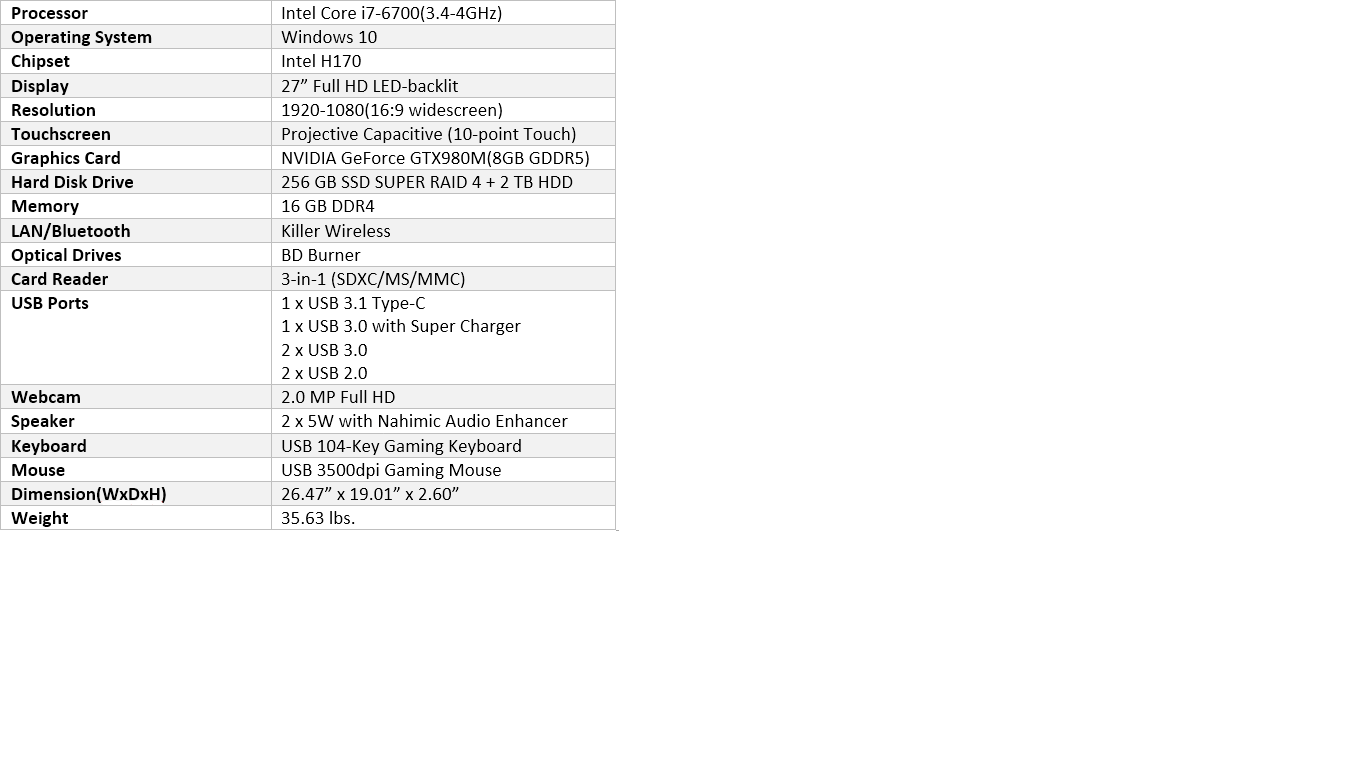 Processor Intel Core i7-6700(3.4-4GHz)
Operating System Windows 10
Chipset Intel H170
Display 27” Full HD LED-backlit
Resolution 1920-1080(16:9 widescreen)
Touchscreen Projective Capacitive (10-point Touch)
Graphics Card NVIDIA GeForce GTX980M(8GB GDDR5)
Hard Disk Drive 256 GB SSD SUPER RAID 4 + 2 TB HDD
Memory 16 GB DDR4
LAN/Bluetooth Killer Wireless
Optical Drives BD Burner
Card Reader 3-in-1 (SDXC/MS/MMC)
USB Ports 1 x USB 3.1 Type-C
1 x USB 3.0 with Super Charger
2 x USB 3.0
2 x USB 2.0
Webcam 2.0 MP Full HD
Speaker 2 x 5W with Nahimic Audio Enhancer
Keyboard USB 104-Key Gaming Keyboard
Mouse USB 3500dpi Gaming Mouse
Dimension(WxDxH) 26.47” x 19.01” x 2.60”
Weight 35.63 lbs.